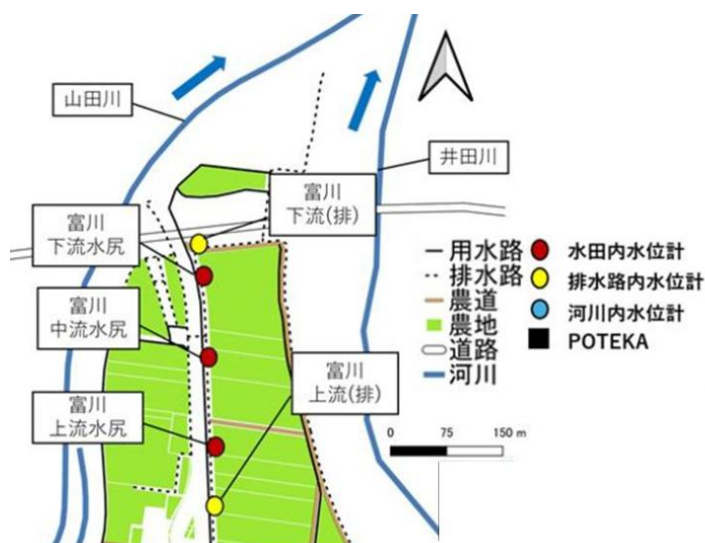 山田川
井田川
富川
下流(排)
富川
下流水尻
富川
中流水尻
富川
上流(排)
富川
上流水尻
用水路
排水路
農道
農地
道路
河川
水田内水位計
排水路内水位計
河川内水位計
POTEKA
0 75 150 m